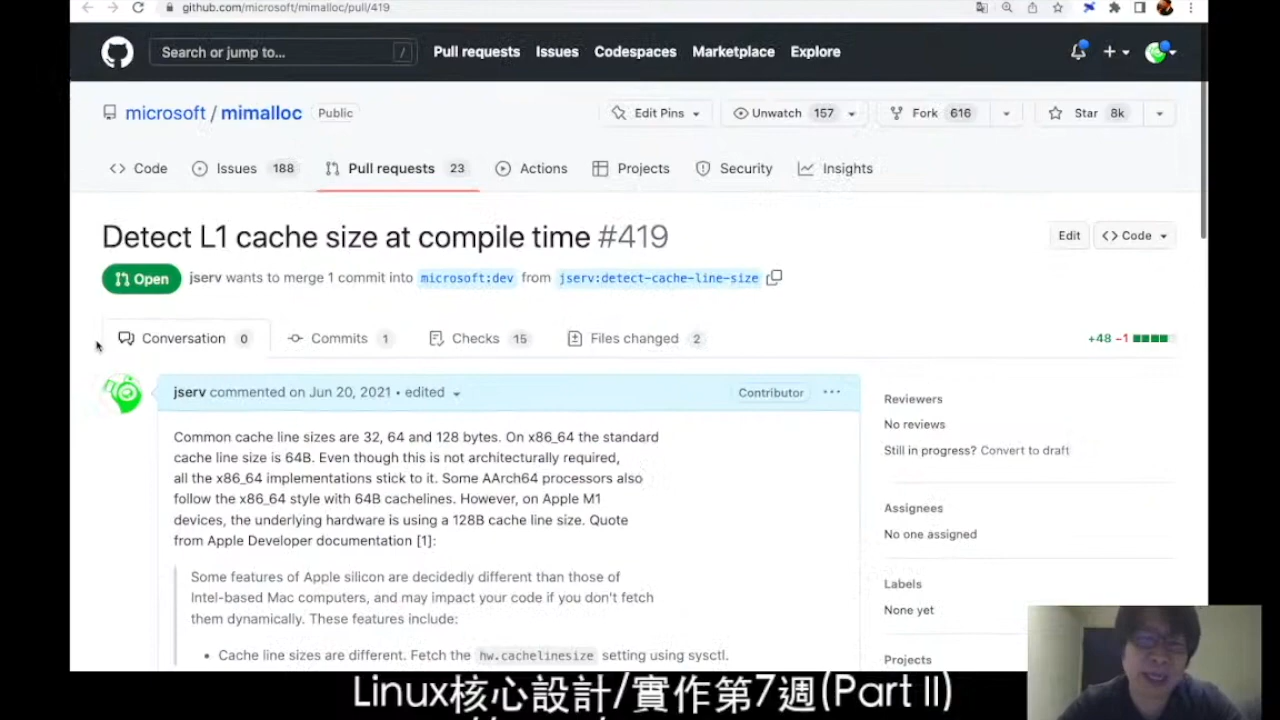 github.com/microsoft/mimalloc/pull/419
Search or jump to... / Pull requests Issues Codespaces Marketplace Explore
microsoft / mimalloc Public Edit Pins Unwatch 157 Fork 616 Star 8k
Code Issues 188 Pull requests 23 Actions Projects Security Insights
Detect L1 cache size at compile time #419 Edit <> Code
Open jserv wants to merge 1 commit into microsoft:dev from jserv:detect-cache-line-size
Conversation 0 Commits 1 Checks 15 Files changed 2 +48 −1
jserv commented on Jun 20, 2021 • edited Contributor ...
Common cache line sizes are 32, 64 and 128 bytes. On x86_64 the standard
cache line size is 64B. Even though this is not architecturally required,
all the x86_64 implementations stick to it. Some AArch64 processors also
follow the x86_64 style with 64B cachelines. However, on Apple M1
devices, the underlying hardware is using a 128B cache line size. Quote
from Apple Developer documentation [1]:
Some features of Apple silicon are decidedly different than those of
Intel-based Mac computers, and may impact your code if you don't fetch
them dynamically. These features include:
• Cache line sizes are different. Fetch the hw.cachelinesize setting using sysctl.
Reviewers
No reviews
Still in progress? Convert to draft
Assignees
No one assigned
Labels
None yet
Projects
Linux核心設計/實作第7週(Part II)